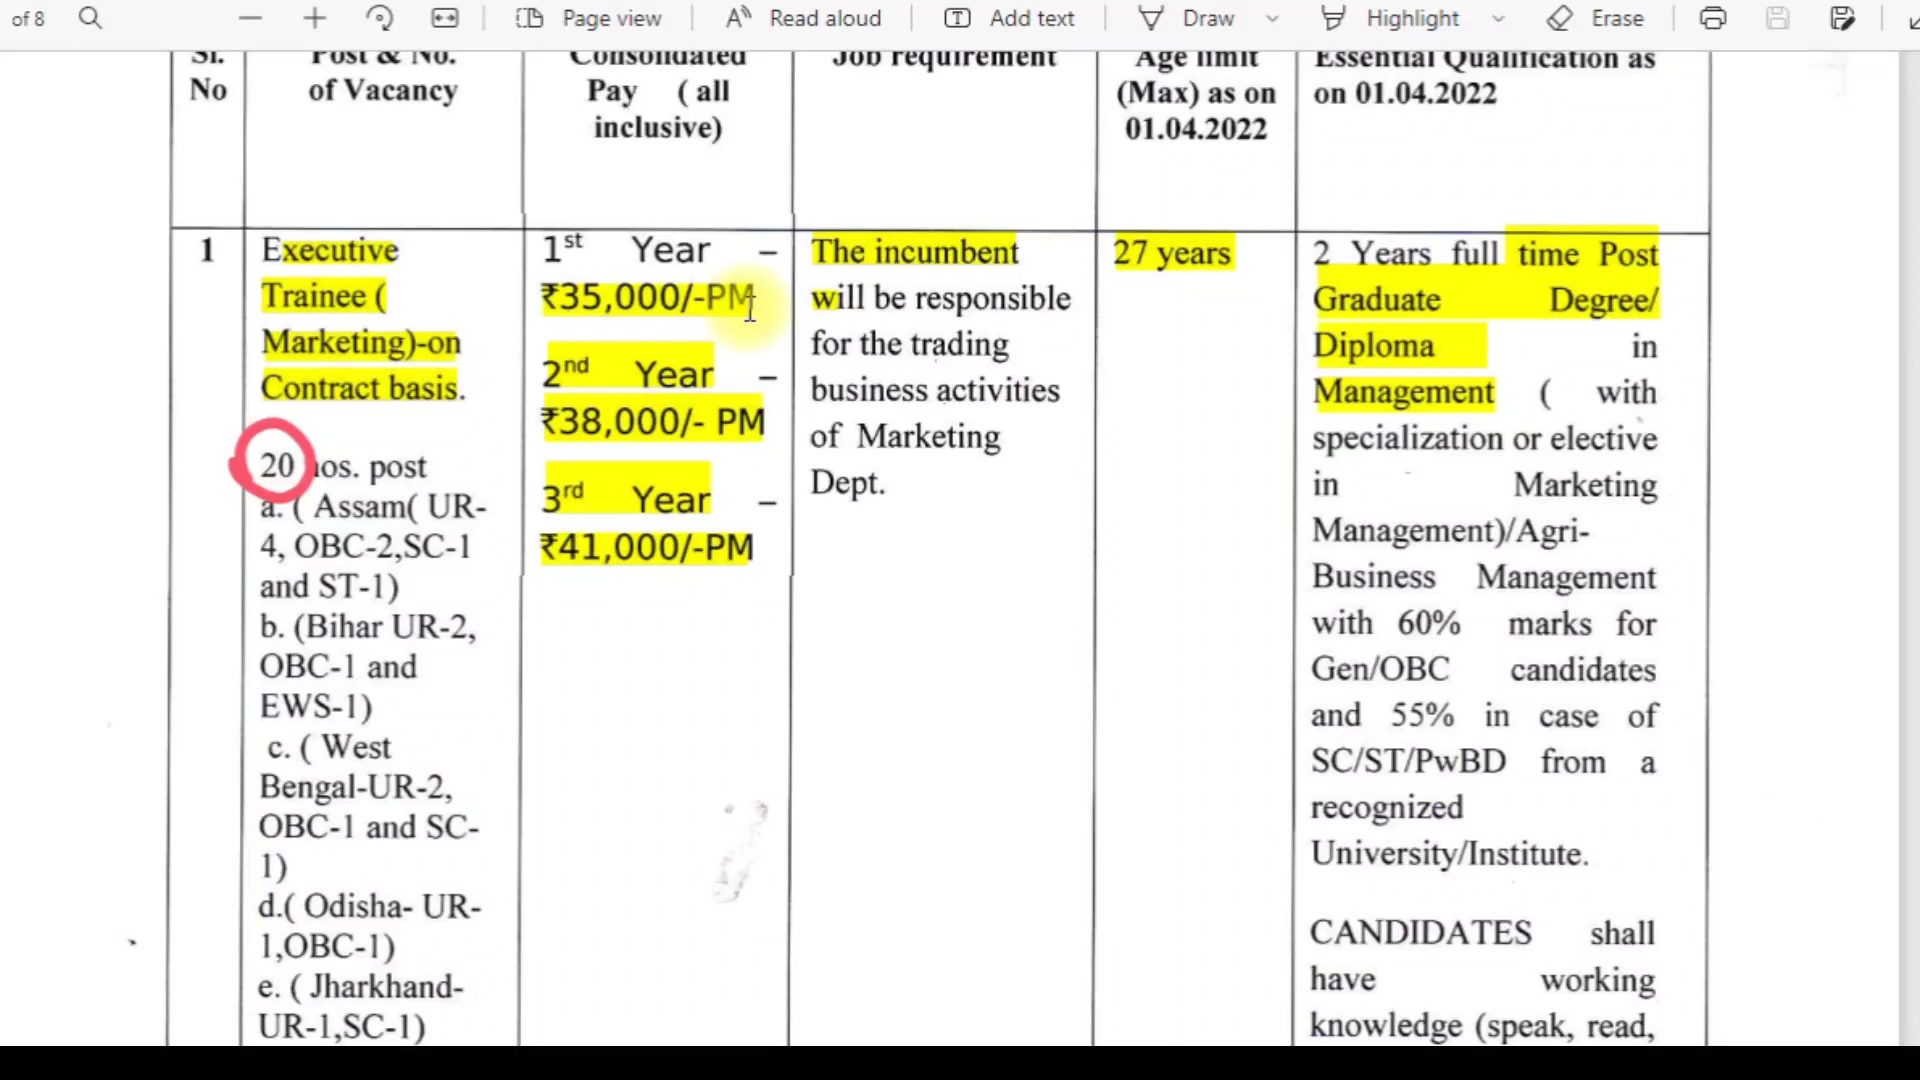 of 8 Page view Read aloud Add text Draw Highlight Erase
Sl. No
Post & No. of Vacancy
Consolidated Pay ( all inclusive)
Job requirement
Age limit (Max) as on 01.04.2022
Essential Qualification as on 01.04.2022
1
Executive
Trainee (
Marketing)-on
Contract basis.
20 nos. post
a. ( Assam( UR-
4, OBC-2,SC-1
and ST-1)
b. (Bihar UR-2,
OBC-1 and
EWS-1)
c. ( West
Bengal-UR-2,
OBC-1 and SC-
1)
d.( Odisha- UR-
1,OBC-1)
e. ( Jharkhand-
UR-1,SC-1)
1st Year –
₹35,000/-PM
2nd Year –
₹38,000/- PM
3rd Year –
₹41,000/-PM
The incumbent
will be responsible
for the trading
business activities
of Marketing
Dept.
27 years
2 Years full time Post
Graduate Degree/
Diploma in
Management ( with
specialization or elective
in Marketing
Management)/Agri-
Business Management
with 60% marks for
Gen/OBC candidates
and 55% in case of
SC/ST/PwBD from a
recognized
University/Institute.
CANDIDATES shall
have working
knowledge (speak, read,